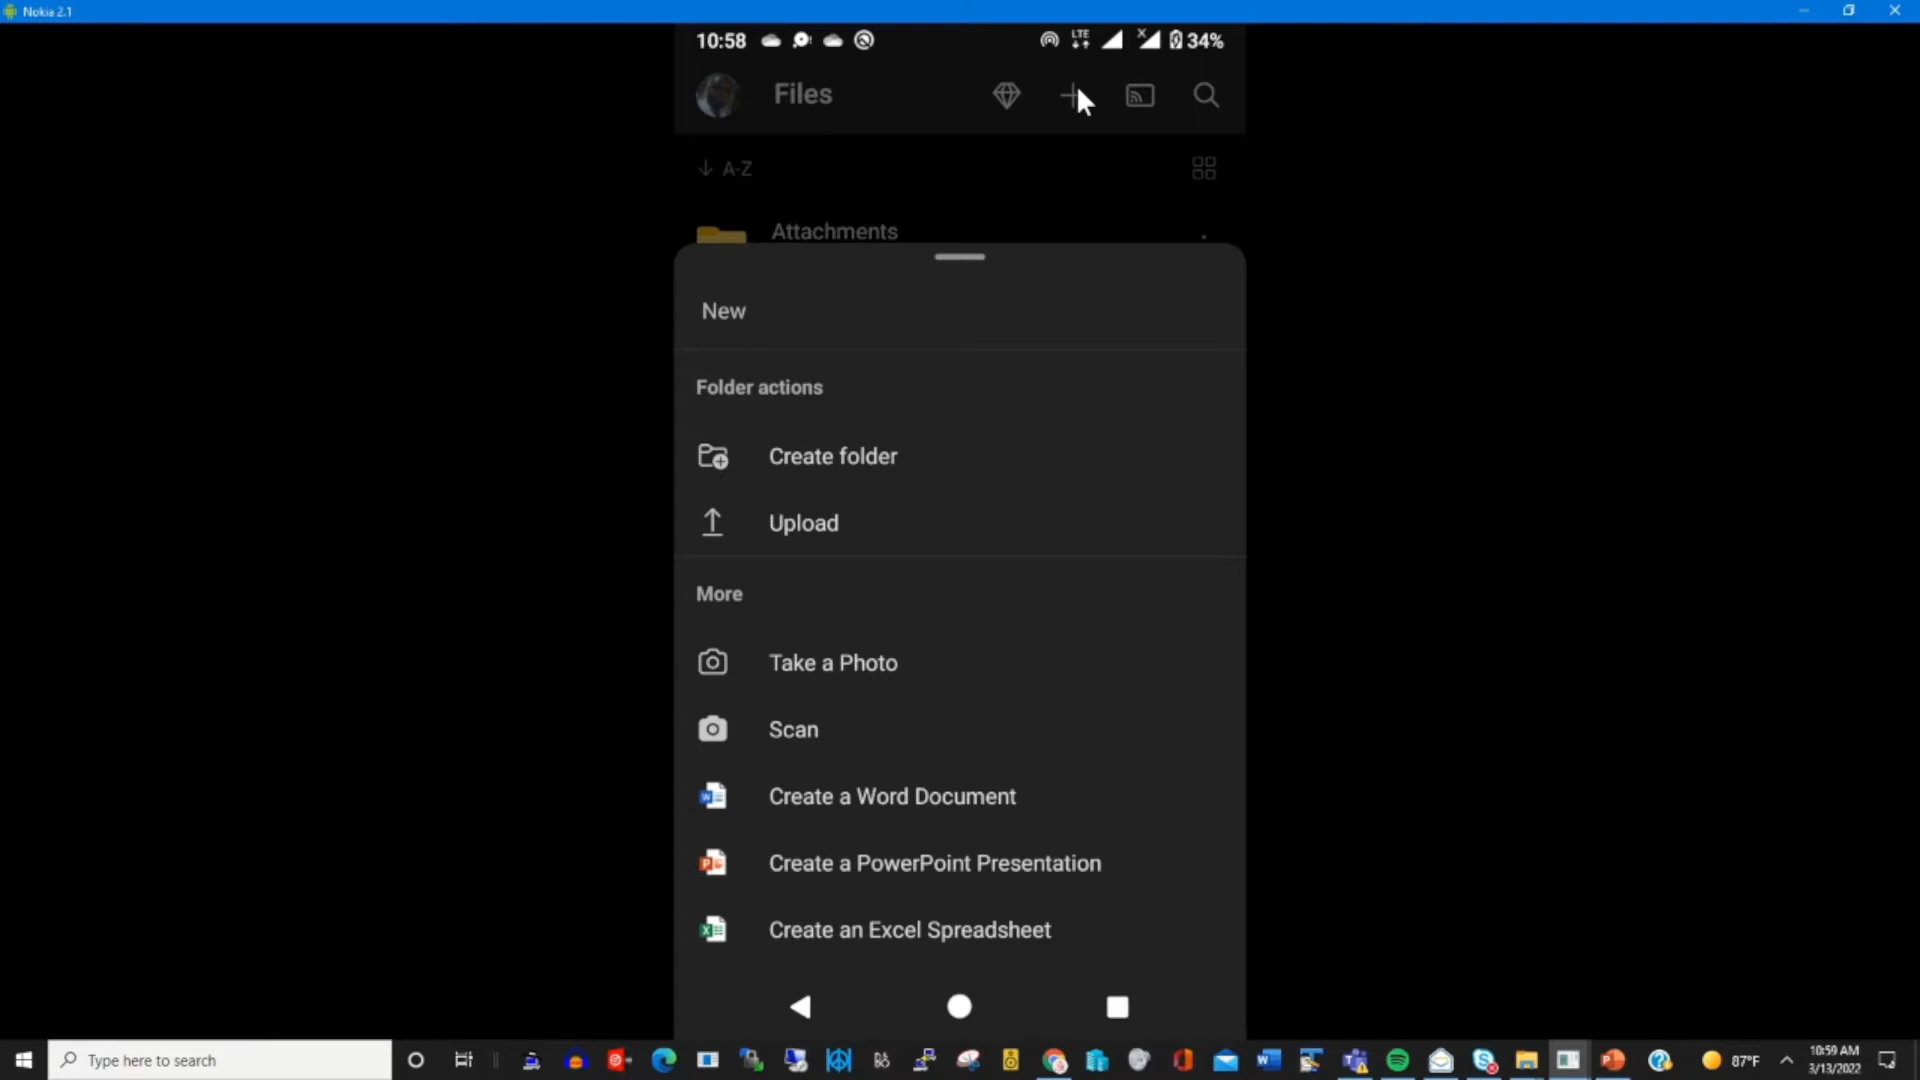 Nokia 2.1
10:58
LTE
34%
Files
A-Z
Attachments
New
Folder actions
Create folder
Upload
More
Take a Photo
Scan
Create a Word Document
Create a PowerPoint Presentation
Create an Excel Spreadsheet
Type here to search
87°F
10:59 AM
3/13/2022